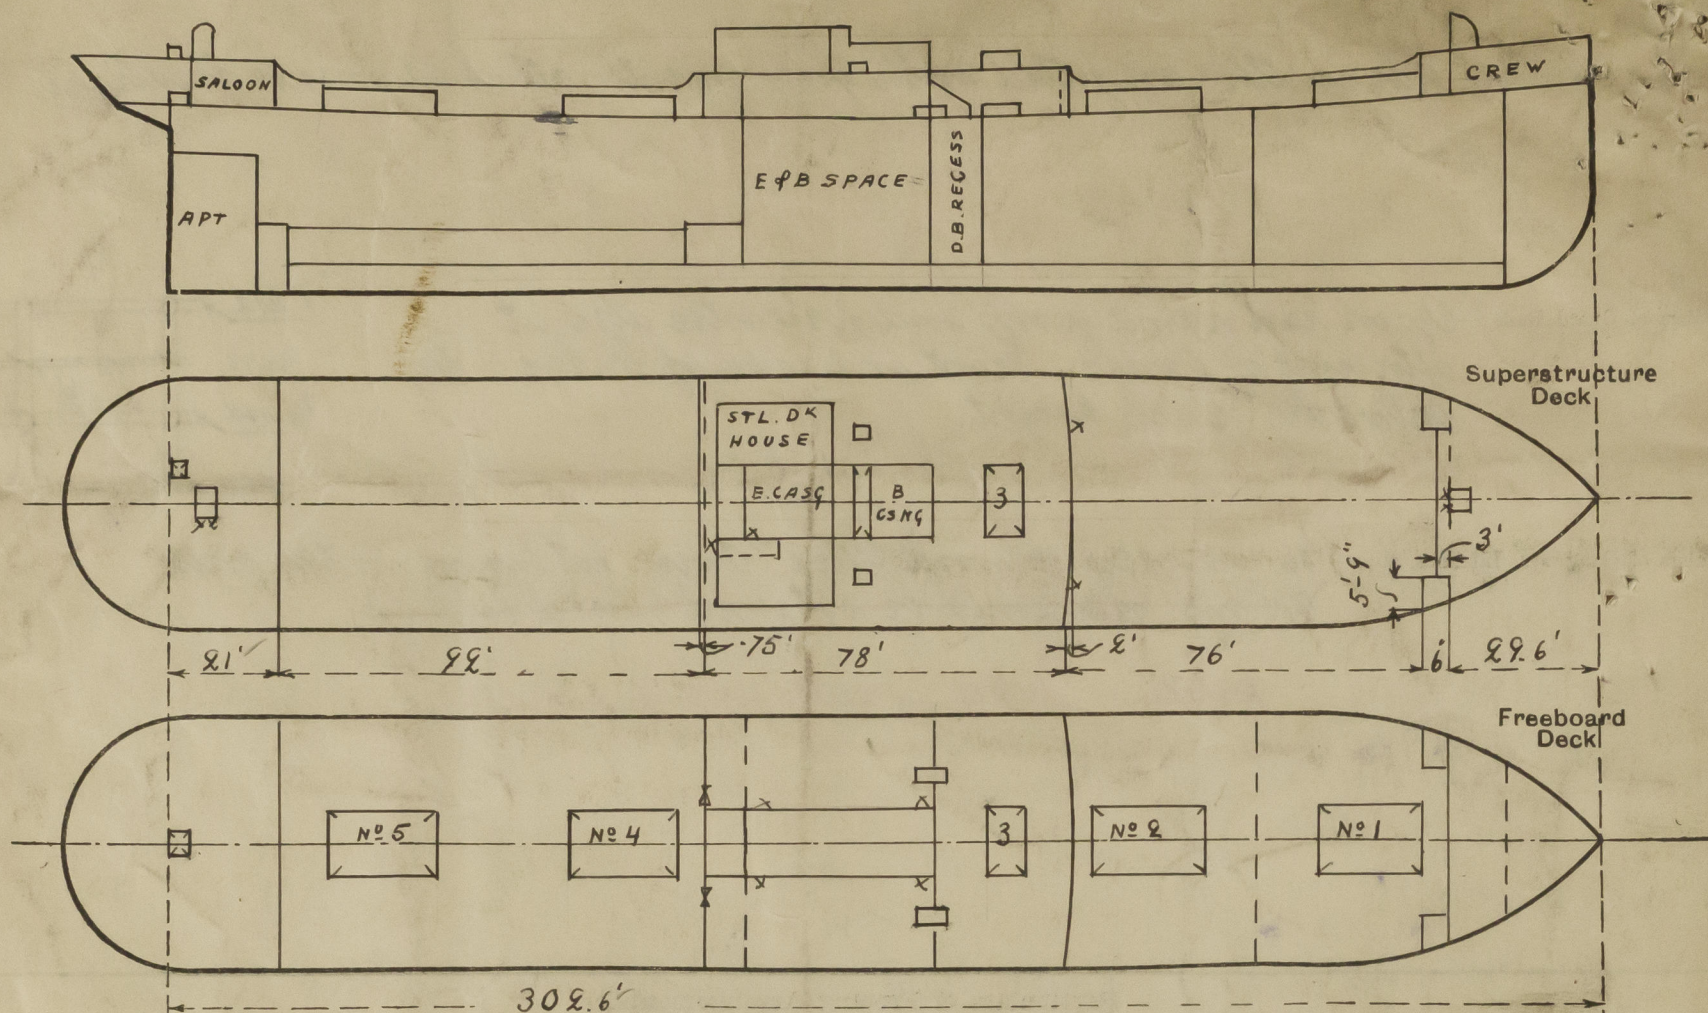 SALOON
CREW
E & B SPACE
D.B. RECESS
APT
Superstructure
Deck
STL. DK
HOUSE
E. CASG
B
CSNG
3
3'
5'-9"
21'
92'
.75'
78'
2'
76'
6'
29.6'
Freeboard
Deck
Nº 5
Nº 4
3
Nº 2
Nº 1
302.6'